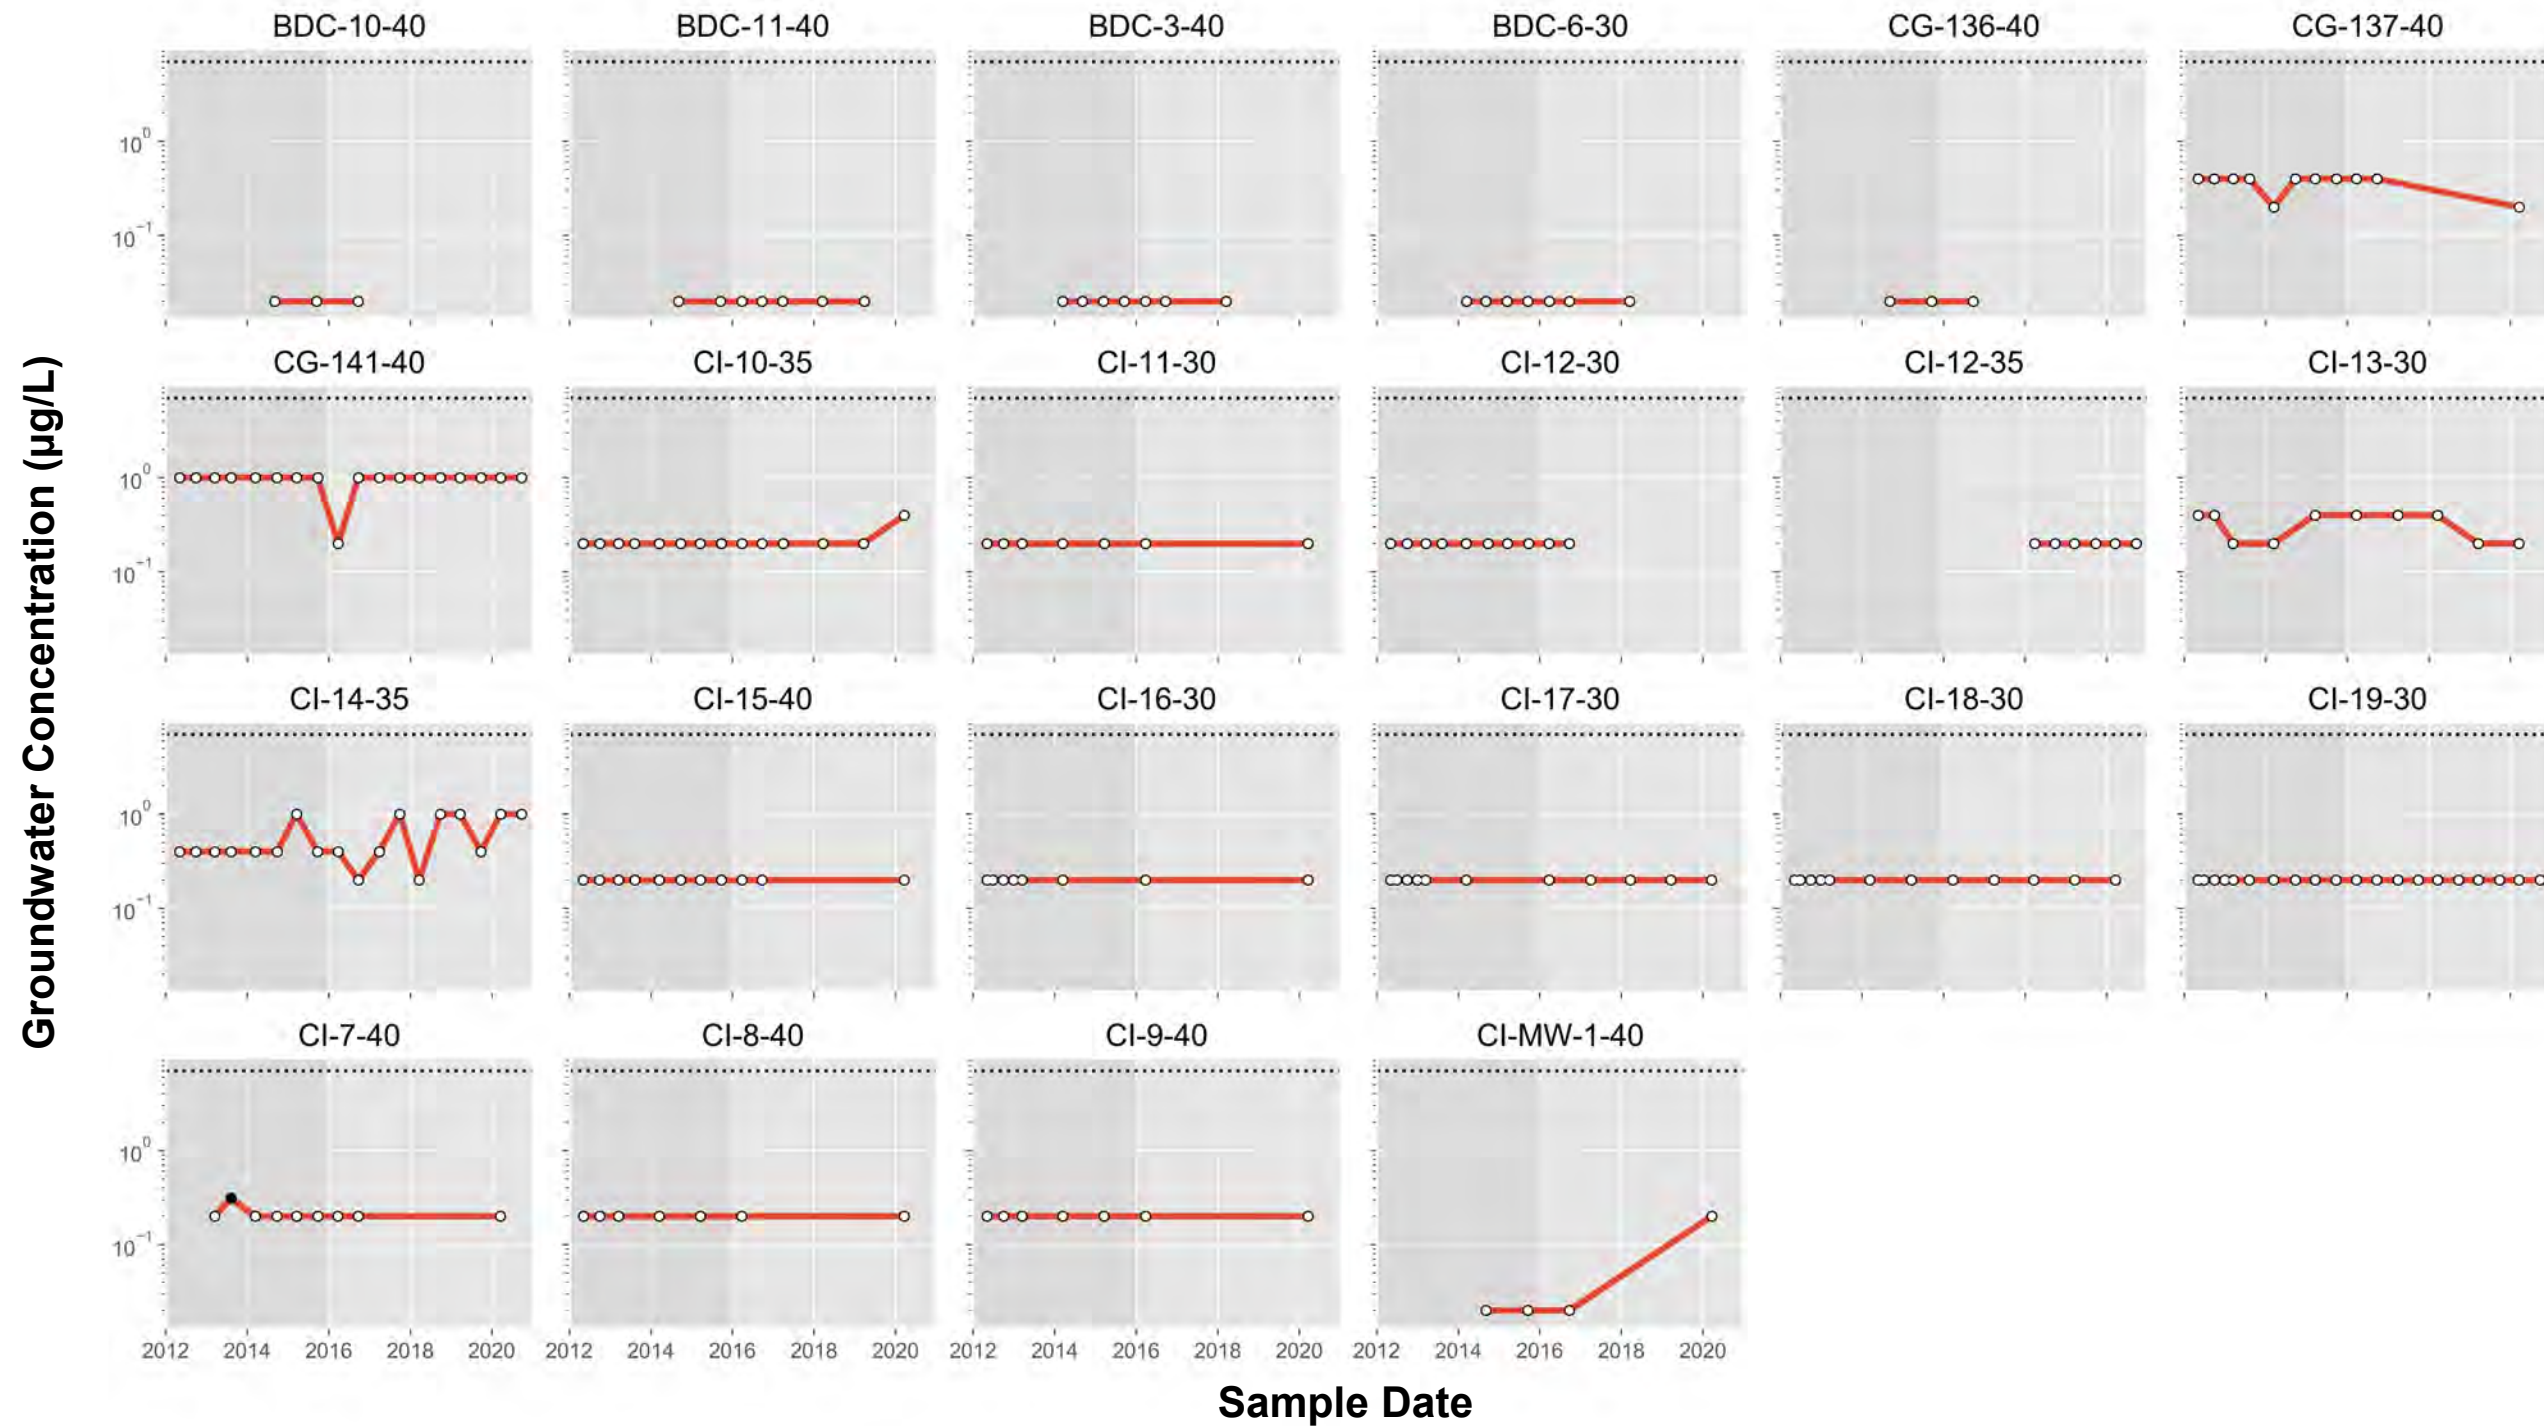 BDC-10-40 BDC-11-40 BDC-3-40 BDC-6-30 CG-136-40 CG-137-40
10⁰
10⁻¹
CG-141-40 CI-10-35 CI-11-30 CI-12-30 CI-12-35 CI-13-30
10⁰
10⁻¹
CI-14-35 CI-15-40 CI-16-30 CI-17-30 CI-18-30 CI-19-30
10⁰
10⁻¹
CI-7-40 CI-8-40 CI-9-40 CI-MW-1-40
10⁰
10⁻¹
2012 2014 2016 2018 2020 2012 2014 2016 2018 2020 2012 2014 2016 2018 2020 2012 2014 2016 2018 2020
Sample Date
Groundwater Concentration (µg/L)